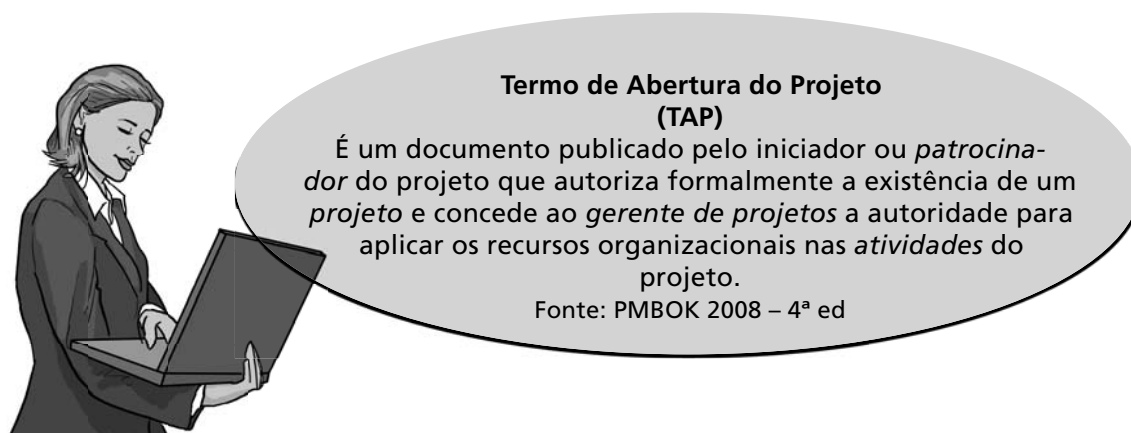 Termo de Abertura do Projeto
(TAP)
É um documento publicado pelo iniciador ou patrocina-
dor do projeto que autoriza formalmente a existência de um
projeto e concede ao gerente de projetos a autoridade para
aplicar os recursos organizacionais nas atividades do
projeto.
Fonte: PMBOK 2008 – 4ª ed